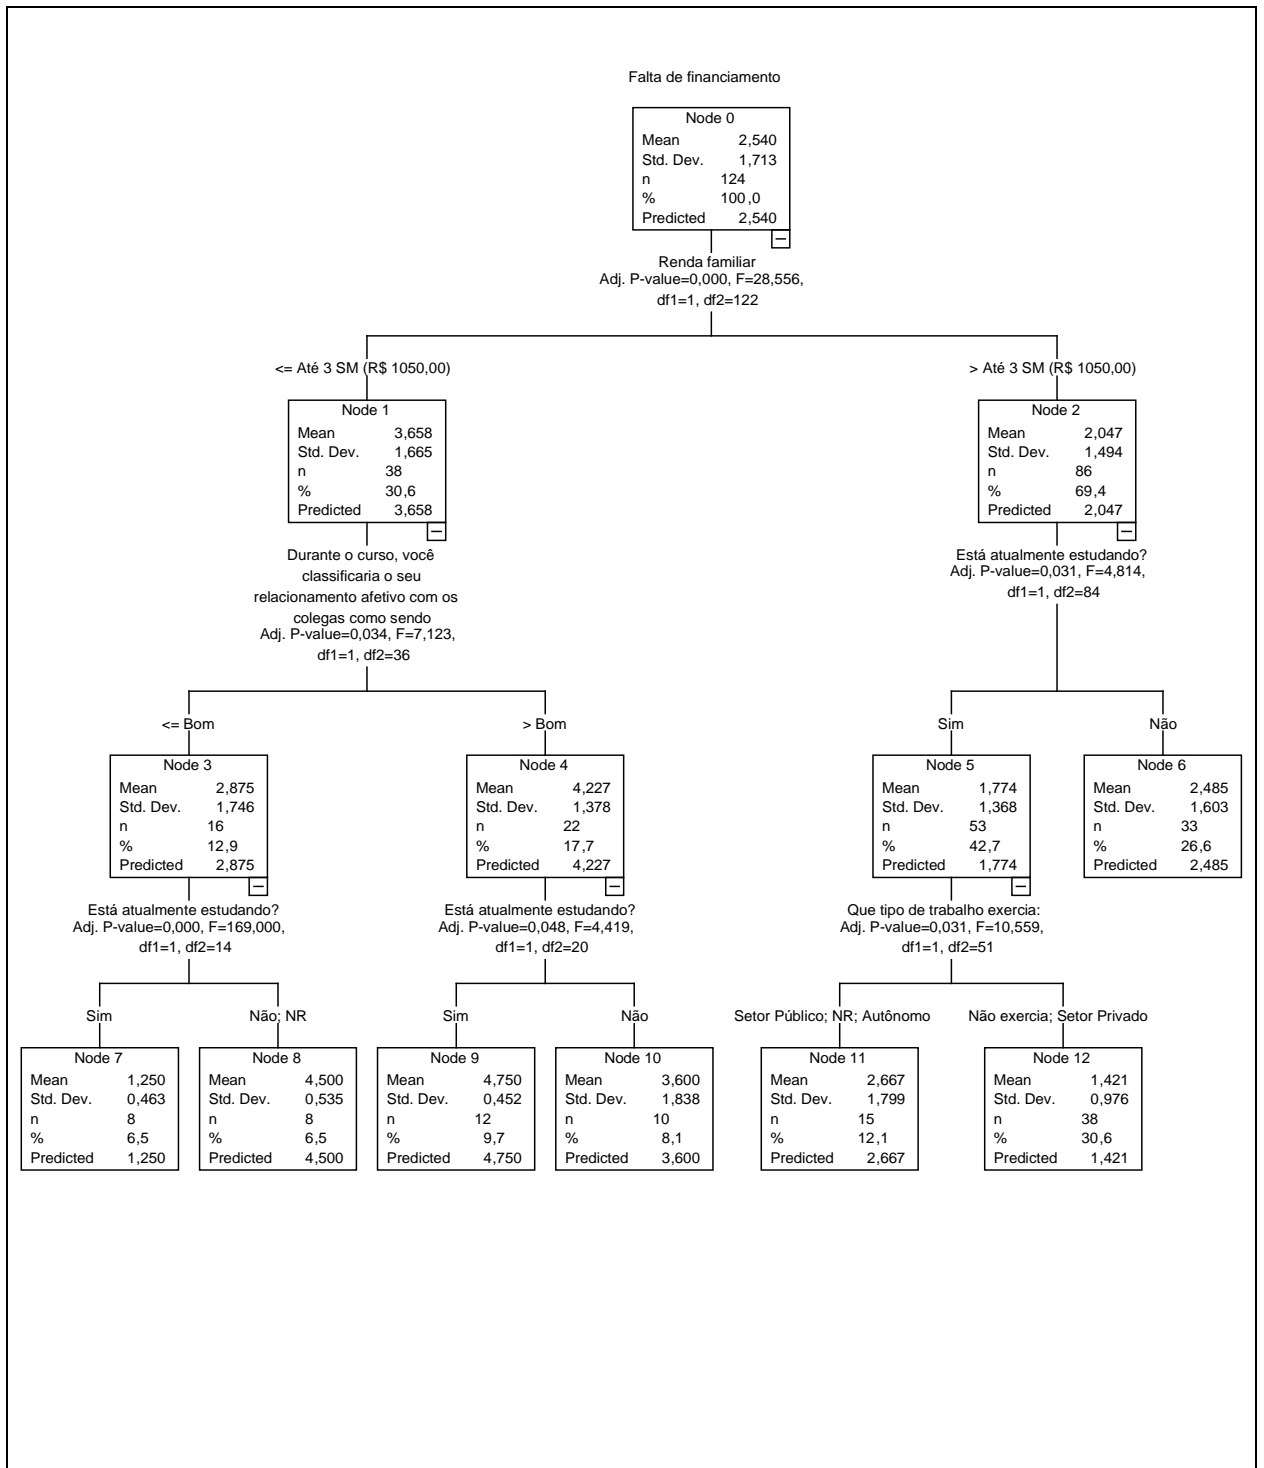 Falta de financiamento
Node 0
Mean 2,540
Std. Dev. 1,713
n 124
% 100,0
Predicted 2,540
Renda familiar
Adj. P-value=0,000, F=28,556,
df1=1, df2=122
<= Até 3 SM (R$ 1050,00)
> Até 3 SM (R$ 1050,00)
Node 1
Mean 3,658
Std. Dev. 1,665
n 38
% 30,6
Predicted 3,658
Node 2
Mean 2,047
Std. Dev. 1,494
n 86
% 69,4
Predicted 2,047
Durante o curso, você
classificaria o seu
relacionamento afetivo com os
colegas como sendo
Adj. P-value=0,034, F=7,123,
df1=1, df2=36
Está atualmente estudando?
Adj. P-value=0,031, F=4,814,
df1=1, df2=84
<= Bom
> Bom
Sim
Não
Node 3
Mean 2,875
Std. Dev. 1,746
n 16
% 12,9
Predicted 2,875
Node 4
Mean 4,227
Std. Dev. 1,378
n 22
% 17,7
Predicted 4,227
Node 5
Mean 1,774
Std. Dev. 1,368
n 53
% 42,7
Predicted 1,774
Node 6
Mean 2,485
Std. Dev. 1,603
n 33
% 26,6
Predicted 2,485
Está atualmente estudando?
Adj. P-value=0,000, F=169,000,
df1=1, df2=14
Está atualmente estudando?
Adj. P-value=0,048, F=4,419,
df1=1, df2=20
Que tipo de trabalho exercia:
Adj. P-value=0,031, F=10,559,
df1=1, df2=51
Sim
Não; NR
Sim
Não
Setor Público; NR; Autônomo
Não exercia; Setor Privado
Node 7
Mean 1,250
Std. Dev. 0,463
n 8
% 6,5
Predicted 1,250
Node 8
Mean 4,500
Std. Dev. 0,535
n 8
% 6,5
Predicted 4,500
Node 9
Mean 4,750
Std. Dev. 0,452
n 12
% 9,7
Predicted 4,750
Node 10
Mean 3,600
Std. Dev. 1,838
n 10
% 8,1
Predicted 3,600
Node 11
Mean 2,667
Std. Dev. 1,799
n 15
% 12,1
Predicted 2,667
Node 12
Mean 1,421
Std. Dev. 0,976
n 38
% 30,6
Predicted 1,421